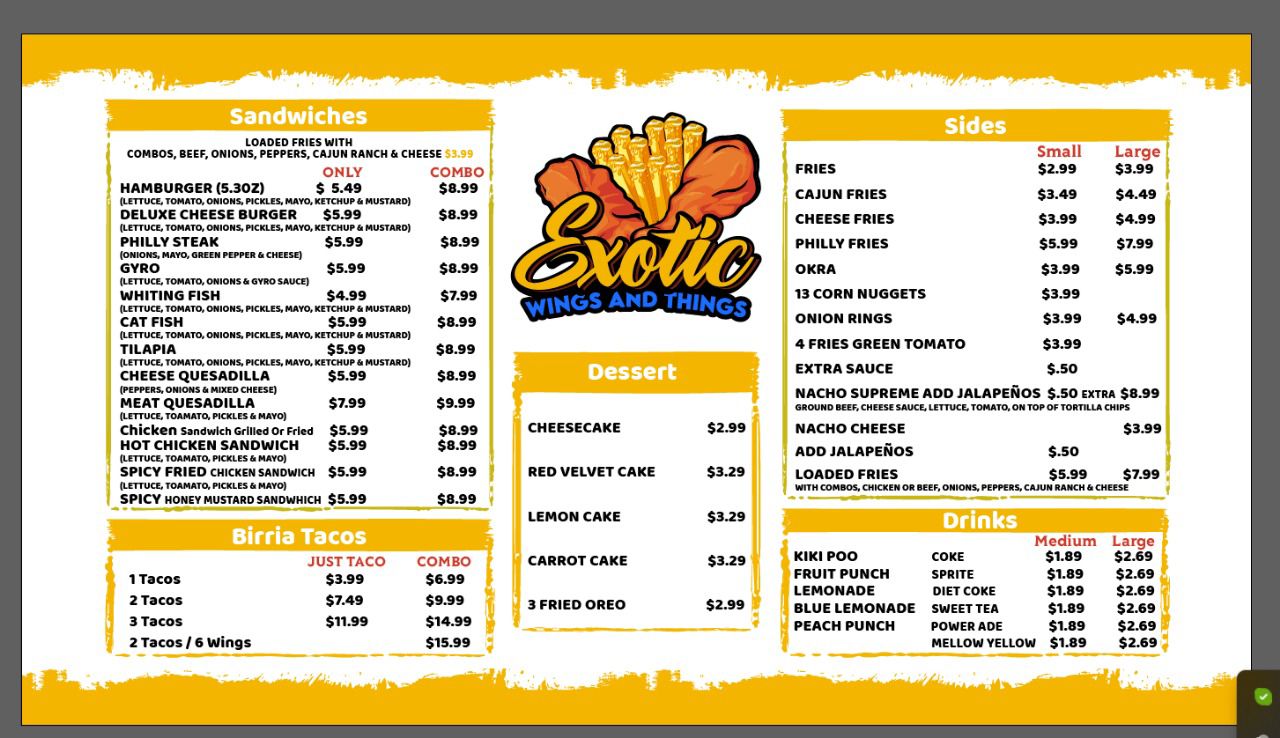 Sandwiches
LOADED FRIES WITH
COMBOS, BEEF, ONIONS, PEPPERS, CAJUN RANCH & CHEESE $3.99
ONLY COMBO
HAMBURGER (5.3OZ) $ 5.49 $8.99
(LETTUCE, TOMATO, ONIONS, PICKLES, MAYO, KETCHUP & MUSTARD)
DELUXE CHEESE BURGER $5.99 $8.99
(LETTUCE, TOMATO, ONIONS, PICKLES, MAYO, KETCHUP & MUSTARD)
PHILLY STEAK $5.99 $8.99
(ONIONS, MAYO, GREEN PEPPER & CHEESE)
GYRO $5.99 $8.99
(LETTUCE, TOMATO, ONIONS & GYRO SAUCE)
WHITING FISH $4.99 $7.99
(LETTUCE, TOMATO, ONIONS, PICKLES, MAYO, KETCHUP & MUSTARD)
CAT FISH $5.99 $8.99
(LETTUCE, TOMATO, ONIONS, PICKLES, MAYO, KETCHUP & MUSTARD)
TILAPIA $5.99 $8.99
(LETTUCE, TOMATO, ONIONS, PICKLES, MAYO, KETCHUP & MUSTARD)
CHEESE QUESADILLA $5.99 $8.99
(PEPPERS, ONIONS & MIXED CHEESE)
MEAT QUESADILLA $7.99 $9.99
(LETTUCE, TOAMATO, PICKLES & MAYO)
Chicken Sandwich Grilled Or Fried $5.99 $8.99
HOT CHICKEN SANDWICH $5.99 $8.99
(LETTUCE, TOAMATO, PICKLES & MAYO)
SPICY FRIED CHICKEN SANDWICH $5.99 $8.99
(LETTUCE, TOAMATO, PICKLES & MAYO)
SPICY HONEY MUSTARD SANDWHICH $5.99 $8.99
Birria Tacos
JUST TACO COMBO
1 Tacos $3.99 $6.99
2 Tacos $7.49 $9.99
3 Tacos $11.99 $14.99
2 Tacos / 6 Wings $15.99
Exotic
WINGS AND THINGS
Dessert
CHEESECAKE $2.99
RED VELVET CAKE $3.29
LEMON CAKE $3.29
CARROT CAKE $3.29
3 FRIED OREO $2.99
Sides
Small Large
FRIES $2.99 $3.99
CAJUN FRIES $3.49 $4.49
CHEESE FRIES $3.99 $4.99
PHILLY FRIES $5.99 $7.99
OKRA $3.99 $5.99
13 CORN NUGGETS $3.99
ONION RINGS $3.99 $4.99
4 FRIES GREEN TOMATO $3.99
EXTRA SAUCE $.50
NACHO SUPREME ADD JALAPEÑOS $.50 EXTRA $8.99
GROUND BEEF, CHEESE SAUCE, LETTUCE, TOMATO, ON TOP OF TORTILLA CHIPS
NACHO CHEESE $3.99
ADD JALAPEÑOS $.50
LOADED FRIES $5.99 $7.99
WITH COMBOS, CHICKEN OR BEEF, ONIONS, PEPPERS, CAJUN RANCH & CHEESE
Drinks
Medium Large
KIKI POO COKE $1.89 $2.69
FRUIT PUNCH SPRITE $1.89 $2.69
LEMONADE DIET COKE $1.89 $2.69
BLUE LEMONADE SWEET TEA $1.89 $2.69
PEACH PUNCH POWER ADE $1.89 $2.69
MELLOW YELLOW $1.89 $2.69